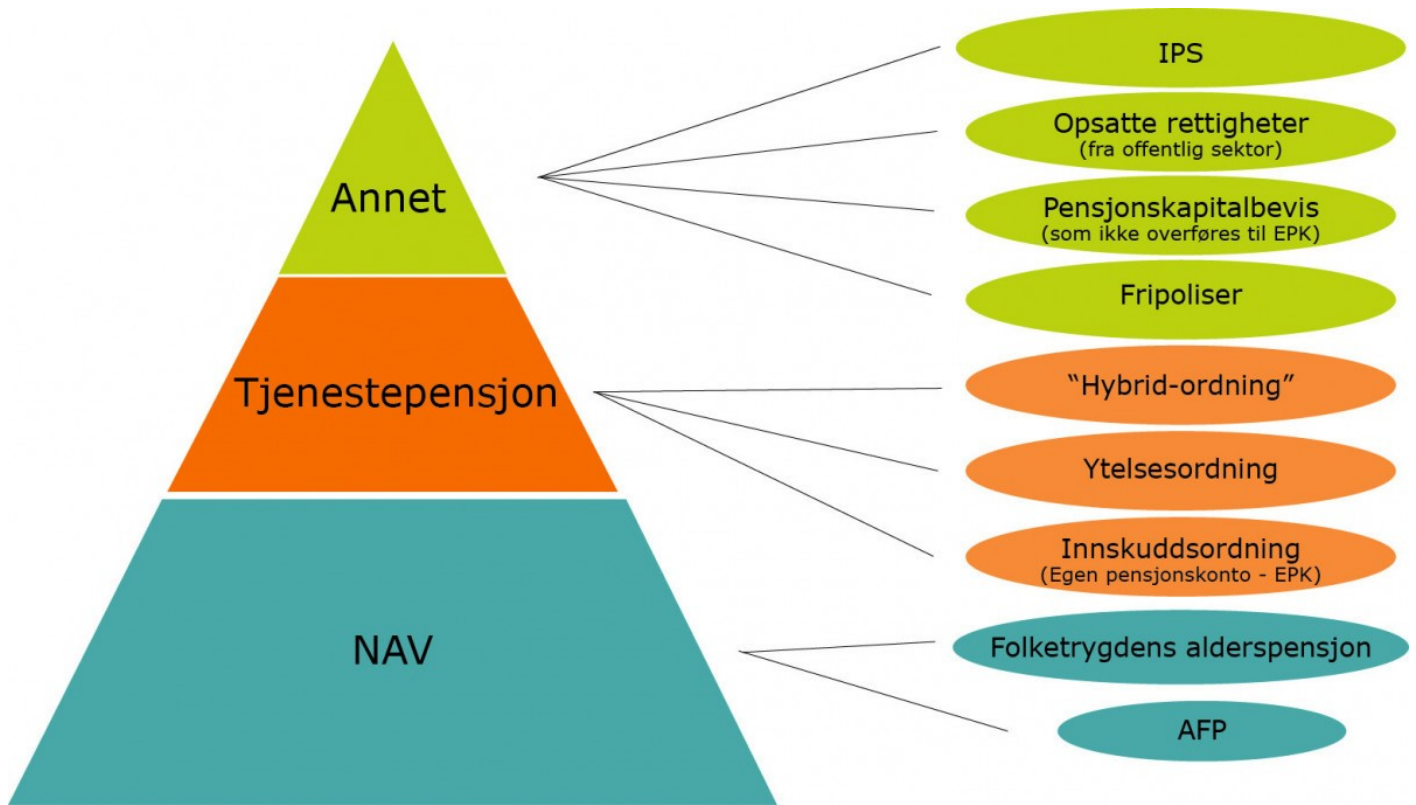 Annet
Tjenestepensjon
NAV
IPS
Opsatte rettigheter
(fra offentlig sektor)
Pensjonskapitalbevis
(som ikke overføres til EPK)
Fripoliser
“Hybrid-ordning”
Ytelsesordning
Innskuddsordning
(Egen pensjonskonto - EPK)
Folketrygdens alderspensjon
AFP